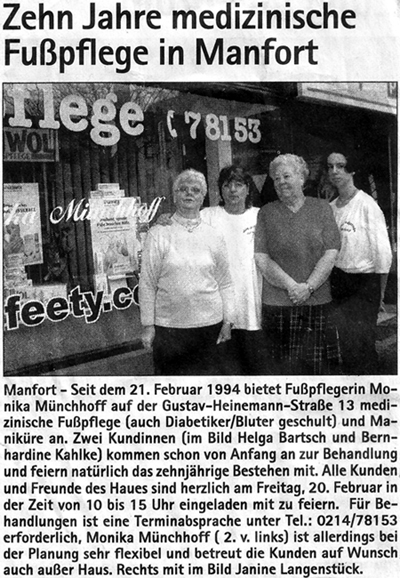 Zehn Jahre medizinische
Fußpflege in Manfort
flege
78153
WOL
Münchhoff
feety.co
Manfort – Seit dem 21. Februar 1994 bietet Fußpflegerin Mo-
nika Münchhoff auf der Gustav-Heinemann-Straße 13 medi-
zinische Fußpflege (auch Diabetiker/Bluter geschult) und Ma-
niküre an. Zwei Kundinnen (im Bild Helga Bartsch und Bern-
hardine Kahlke) kommen schon von Anfang an zur Behandlung
und feiern natürlich das zehnjährige Bestehen mit. Alle Kunden
und Freunde des Haues sind herzlich am Freitag, 20. Februar in
der Zeit von 10 bis 15 Uhr eingeladen mit zu feiern. Für Be-
handlungen ist eine Terminabsprache unter Tel.: 0214/78153
erforderlich, Monika Münchhoff ( 2. v. links) ist allerdings bei
der Planung sehr flexibel und betreut die Kunden auf Wunsch
auch außer Haus. Rechts mit im Bild Janine Langenstück.